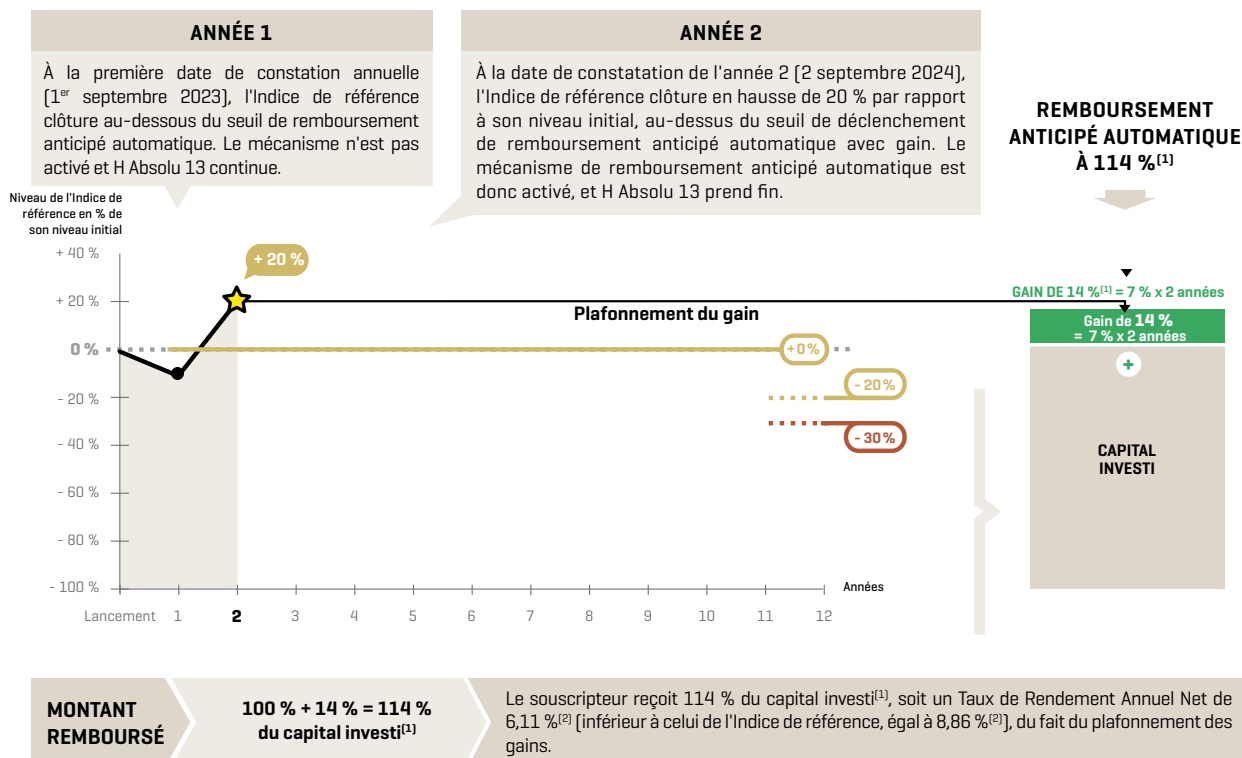 ANNÉE 1
À la première date de constation annuelle
(1er septembre 2023), l'Indice de référence
clôture au-dessous du seuil de remboursement
anticipé automatique. Le mécanisme n'est pas
activé et H Absolu 13 continue.
ANNÉE 2
À la date de constatation de l'année 2 (2 septembre 2024),
l'Indice de référence clôture en hausse de 20 % par rapport
à son niveau initial, au-dessus du seuil de déclenchement
de remboursement anticipé automatique avec gain. Le
mécanisme de remboursement anticipé automatique est
donc activé, et H Absolu 13 prend fin.
REMBOURSEMENT
ANTICIPÉ AUTOMATIQUE
À 114 %(1)
Niveau de l'Indice de
référence en % de
son niveau initial
+ 40 %
+ 20 %
0 %
- 20 %
- 40 %
- 60 %
- 80 %
- 100 %
+ 20 %
Plafonnement du gain
+0 %
- 20 %
- 30 %
GAIN DE 14 %(1) = 7 % x 2 années
Gain de 14 %
= 7 % x 2 années
+
CAPITAL
INVESTI
Années
Lancement 1 2 3 4 5 6 7 8 9 10 11 12
MONTANT
REMBOURSÉ
100 % + 14 % = 114 %
du capital investi(1)
Le souscripteur reçoit 114 % du capital investi(1), soit un Taux de Rendement Annuel Net de
6,11 %(2) (inférieur à celui de l'Indice de référence, égal à 8,86 %(2)), du fait du plafonnement des
gains.